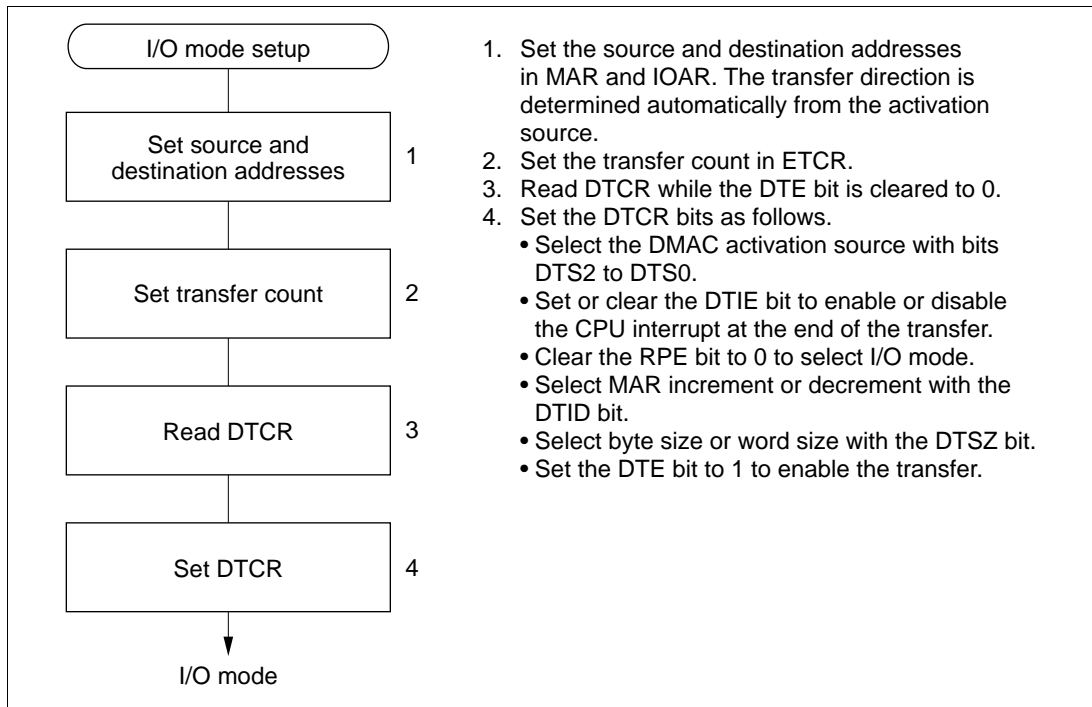 I/O mode setup
Set source and
destination addresses
1
Set transfer count
2
Read DTCR
3
Set DTCR
4
I/O mode
1. Set the source and destination addresses
in MAR and IOAR. The transfer direction is
determined automatically from the activation
source.
2. Set the transfer count in ETCR.
3. Read DTCR while the DTE bit is cleared to 0.
4. Set the DTCR bits as follows.
• Select the DMAC activation source with bits
DTS2 to DTS0.
• Set or clear the DTIE bit to enable or disable
the CPU interrupt at the end of the transfer.
• Clear the RPE bit to 0 to select I/O mode.
• Select MAR increment or decrement with the
DTID bit.
• Select byte size or word size with the DTSZ bit.
• Set the DTE bit to 1 to enable the transfer.